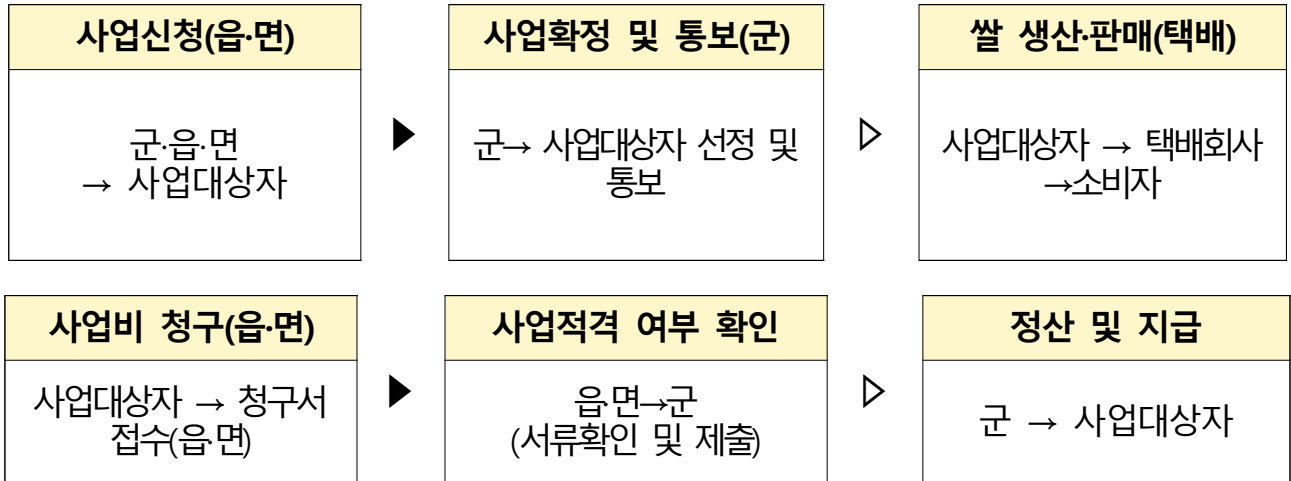 사업신청(읍·면)
사업확정 및 통보(군)
쌀 생산·판매(택배)
군·읍·면
→ 사업대상자
▶
군→ 사업대상자 선정 및
통보
▷
사업대상자 → 택배회사
→소비자
사업비 청구(읍·면)
사업적격 여부 확인
정산 및 지급
사업대상자 → 청구서
접수(읍·면)
▶
읍·면→군
(서류확인 및 제출)
▷
군 → 사업대상자